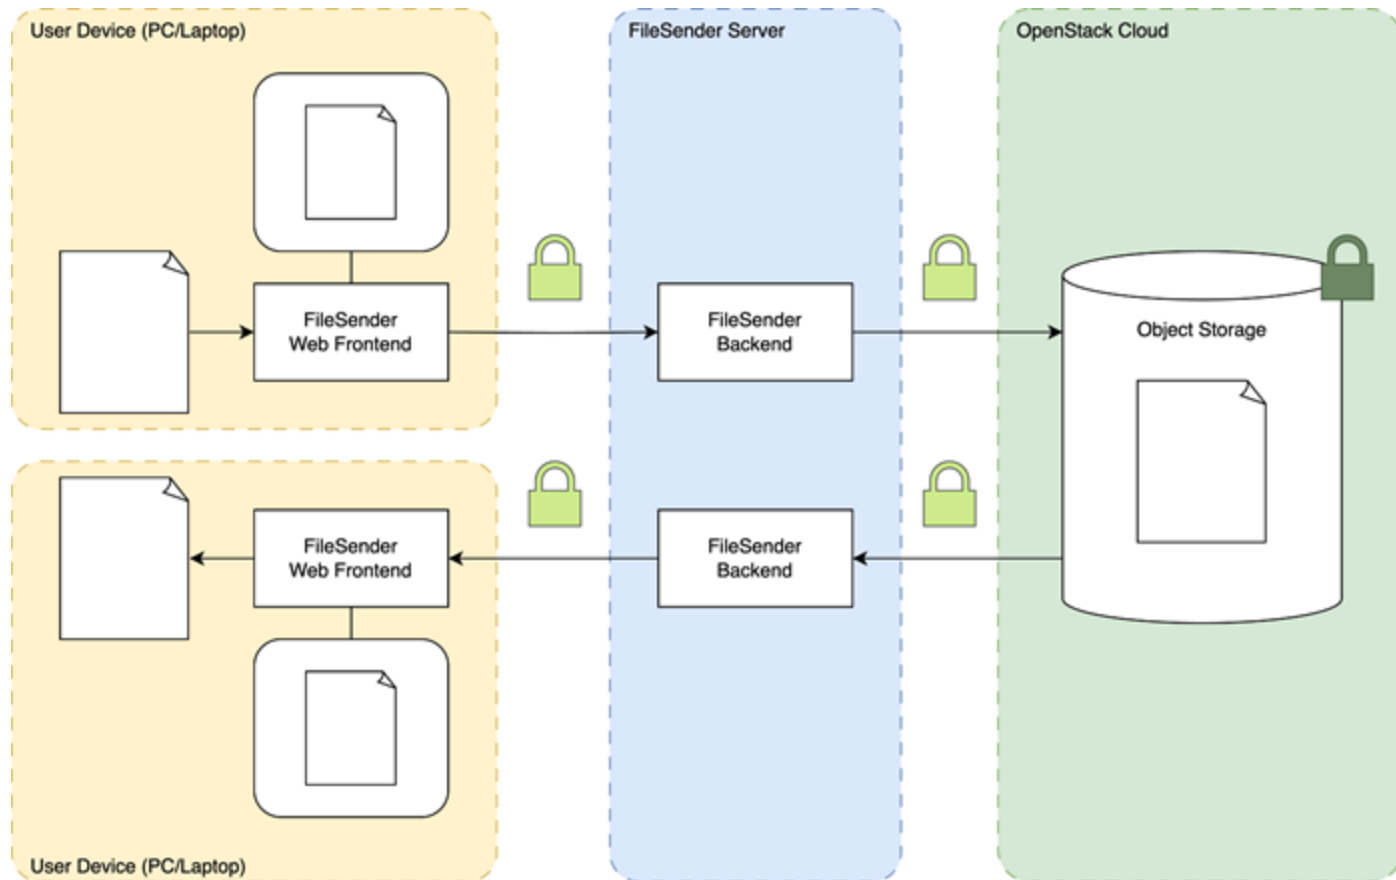 User Device (PC/Laptop)
FileSender Server
OpenStack Cloud
FileSender
Web Frontend
FileSender
Backend
Object Storage
FileSender
Web Frontend
FileSender
Backend
User Device (PC/Laptop)